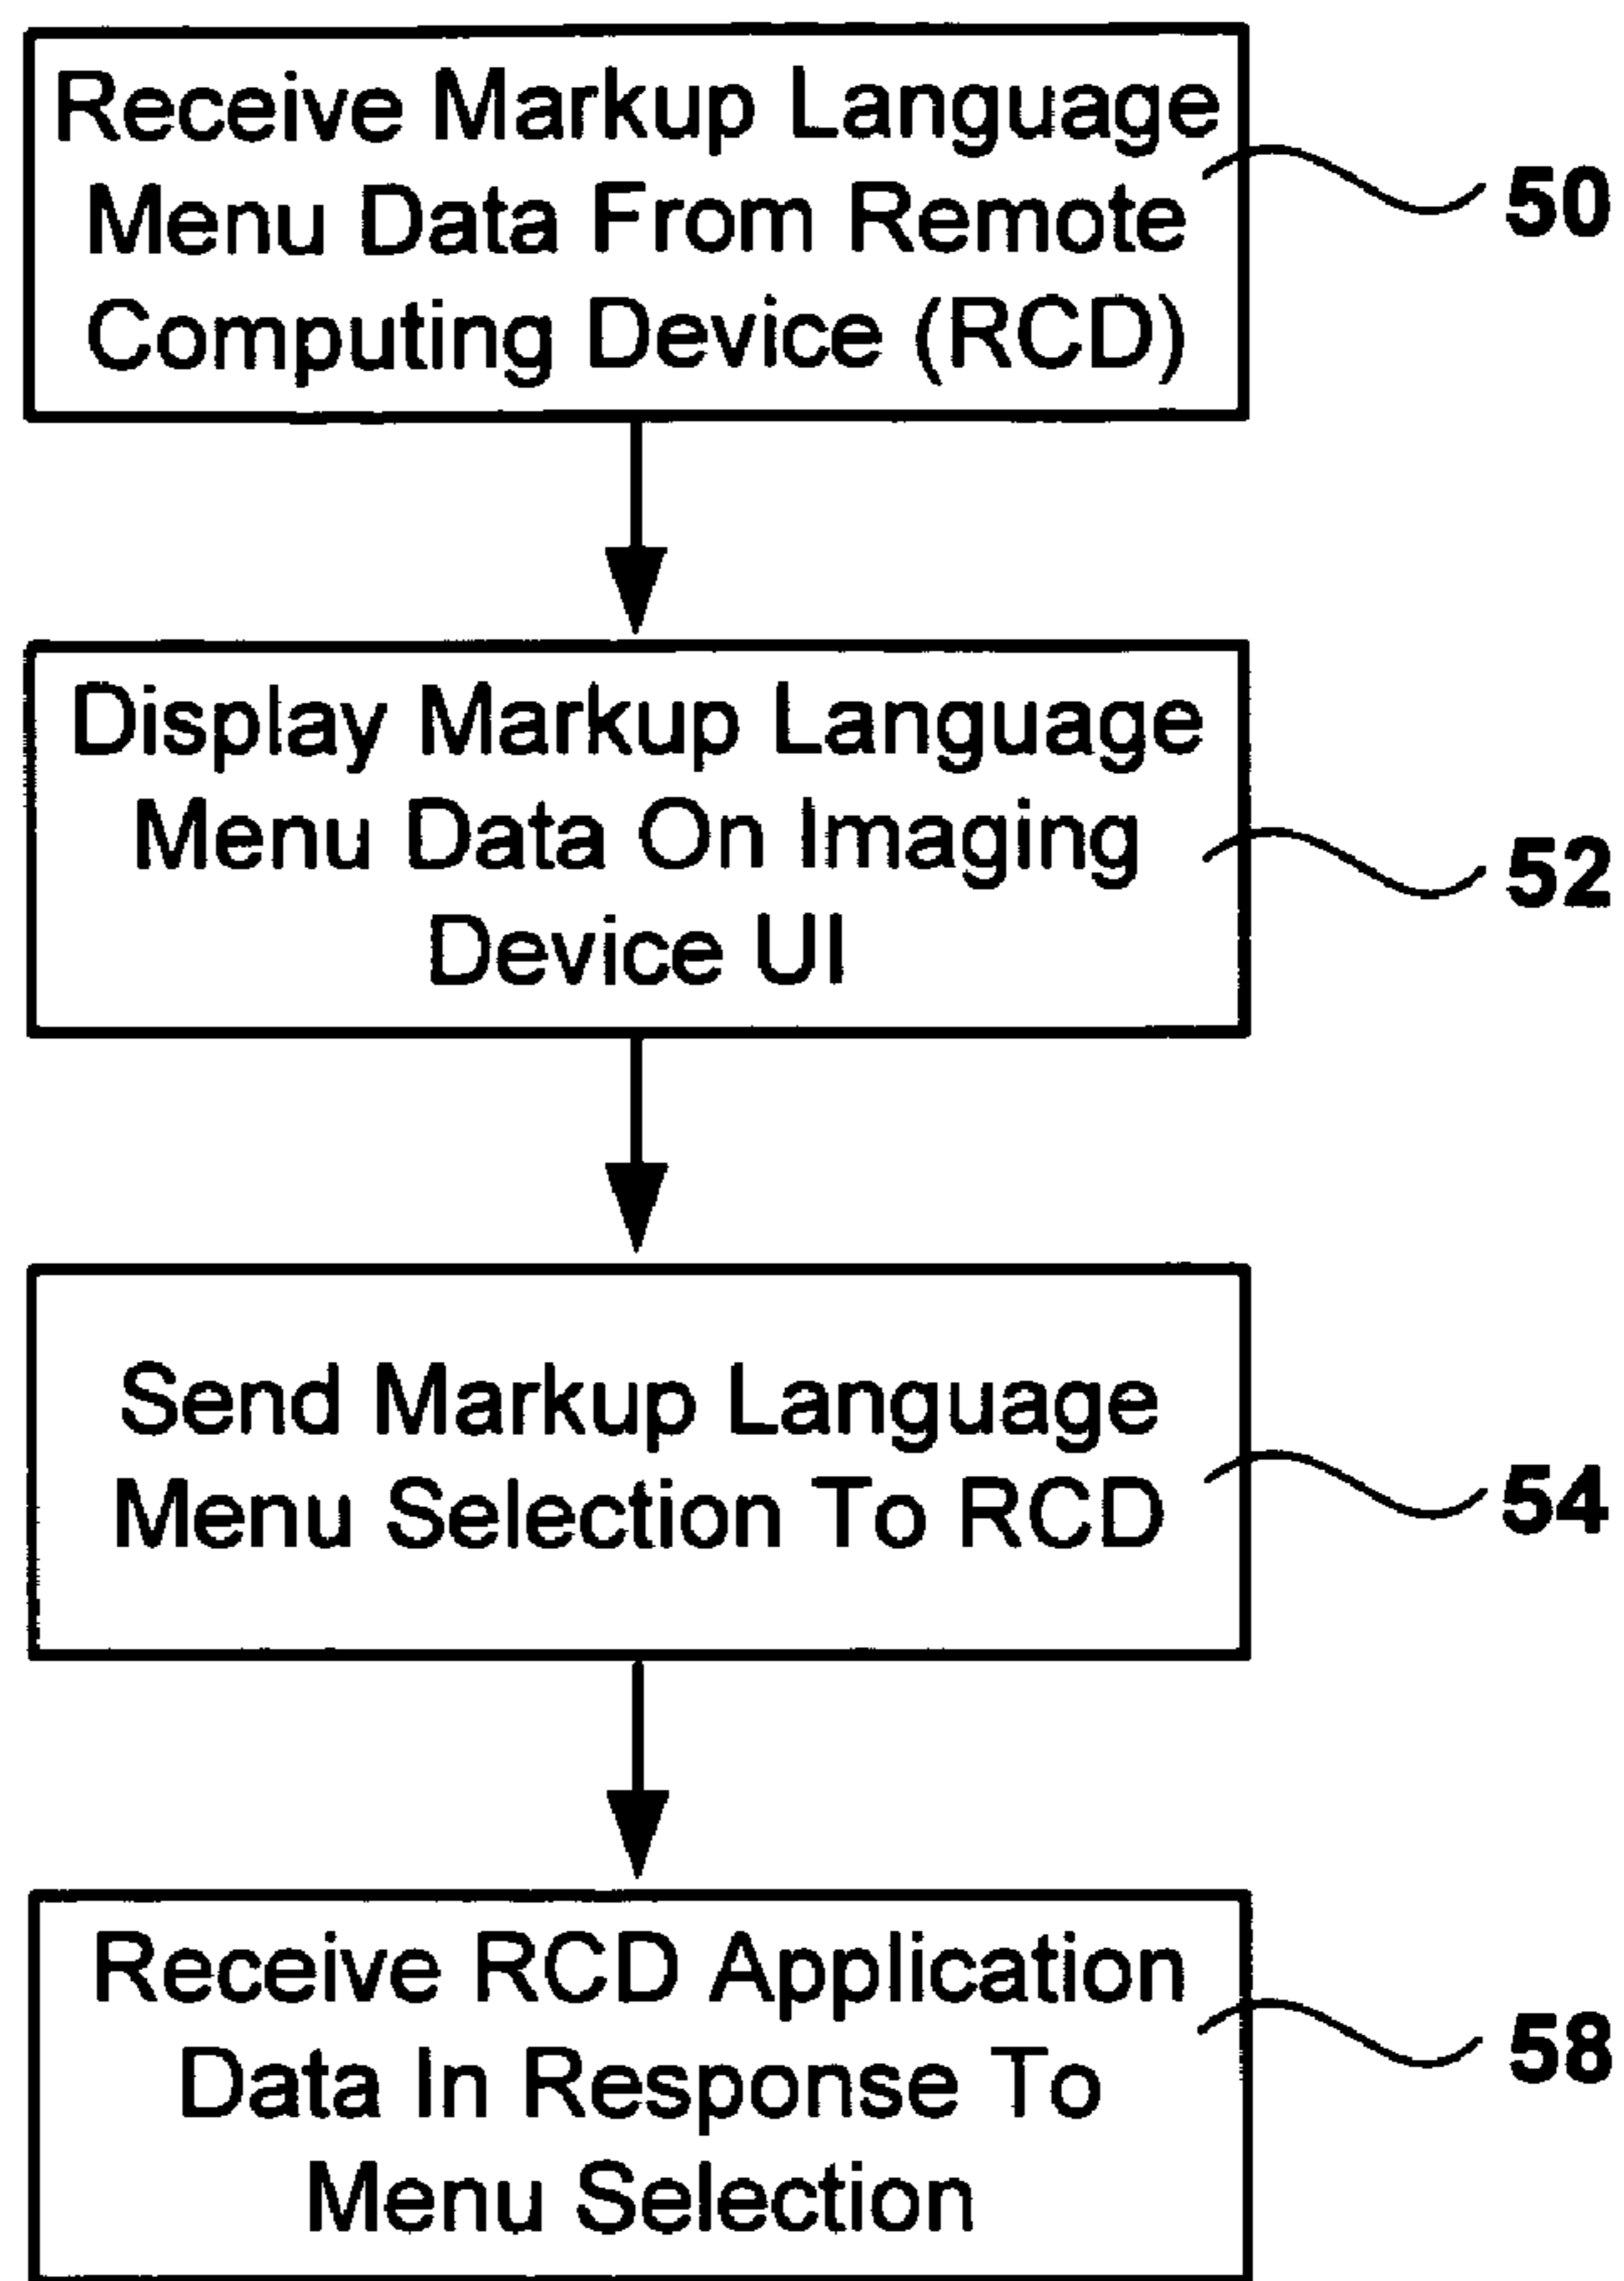 Receive Markup Language
Menu Data From Remote
Computing Device (RCD)
50
Display Markup Language
Menu Data On Imaging
Device UI
52
Send Markup Language
Menu Selection To RCD
54
Receive RCD Application
Data In Response To
Menu Selection
58